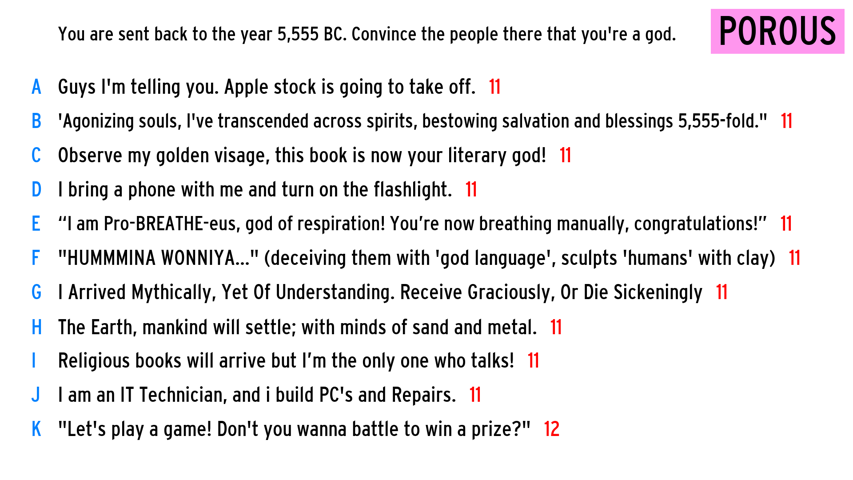 You are sent back to the year 5,555 BC. Convince the people there that you're a god.
POROUS
A Guys I'm telling you. Apple stock is going to take off. 11
B 'Agonizing souls, I've transcended across spirits, bestowing salvation and blessings 5,555-fold." 11
C Observe my golden visage, this book is now your literary god! 11
D I bring a phone with me and turn on the flashlight. 11
E “I am Pro-BREATHE-eus, god of respiration! You’re now breathing manually, congratulations!” 11
F "HUMMMINA WONNIYA..." (deceiving them with 'god language', sculpts 'humans' with clay) 11
G I Arrived Mythically, Yet Of Understanding. Receive Graciously, Or Die Sickeningly 11
H The Earth, mankind will settle; with minds of sand and metal. 11
I Religious books will arrive but I’m the only one who talks! 11
J I am an IT Technician, and i build PC's and Repairs. 11
K "Let's play a game! Don't you wanna battle to win a prize?" 12